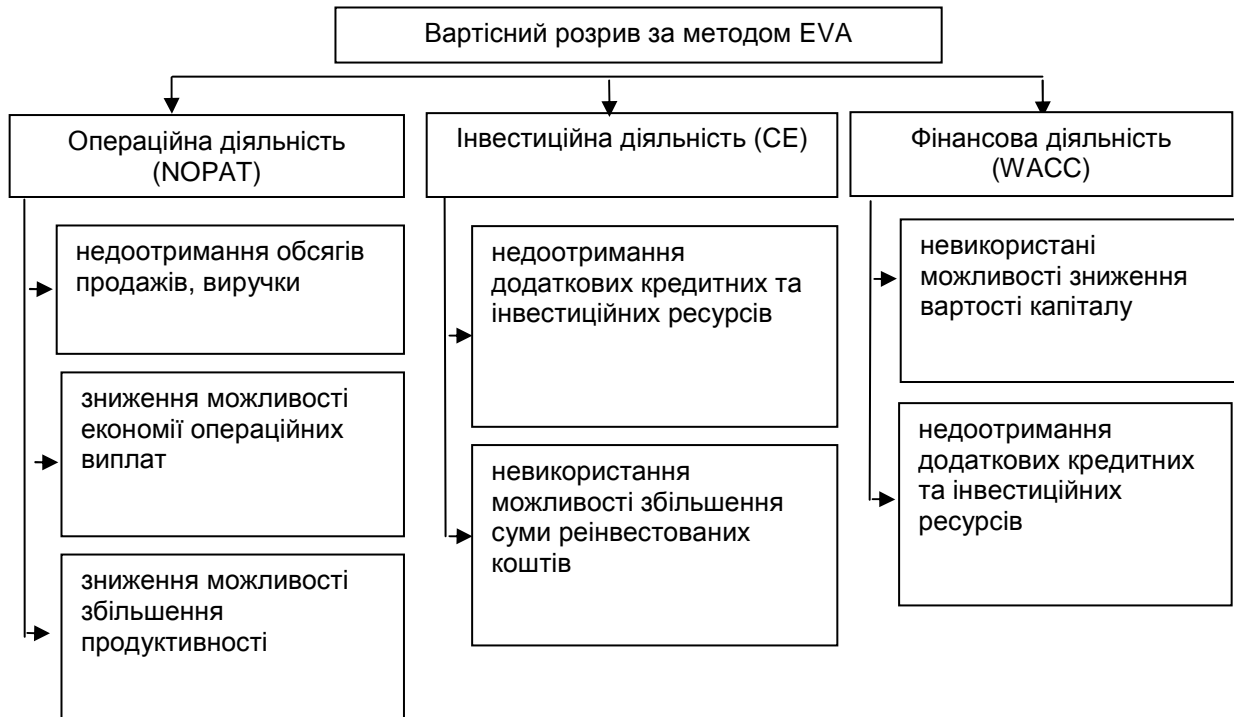 Вартісний розрив за методом EVA
Операційна діяльність
(NOPAT)
недоотримання обсягів
продажів, виручки
зниження можливості
економії операційних
виплат
зниження можливості
збільшення
продуктивності
Інвестиційна діяльність (CE)
недоотримання
додаткових кредитних та
інвестиційних ресурсів
невикористання
можливості збільшення
суми реінвестованих
коштів
Фінансова діяльність
(WACC)
невикористані
можливості зниження
вартості капіталу
недоотримання
додаткових кредитних
та інвестиційних
ресурсів